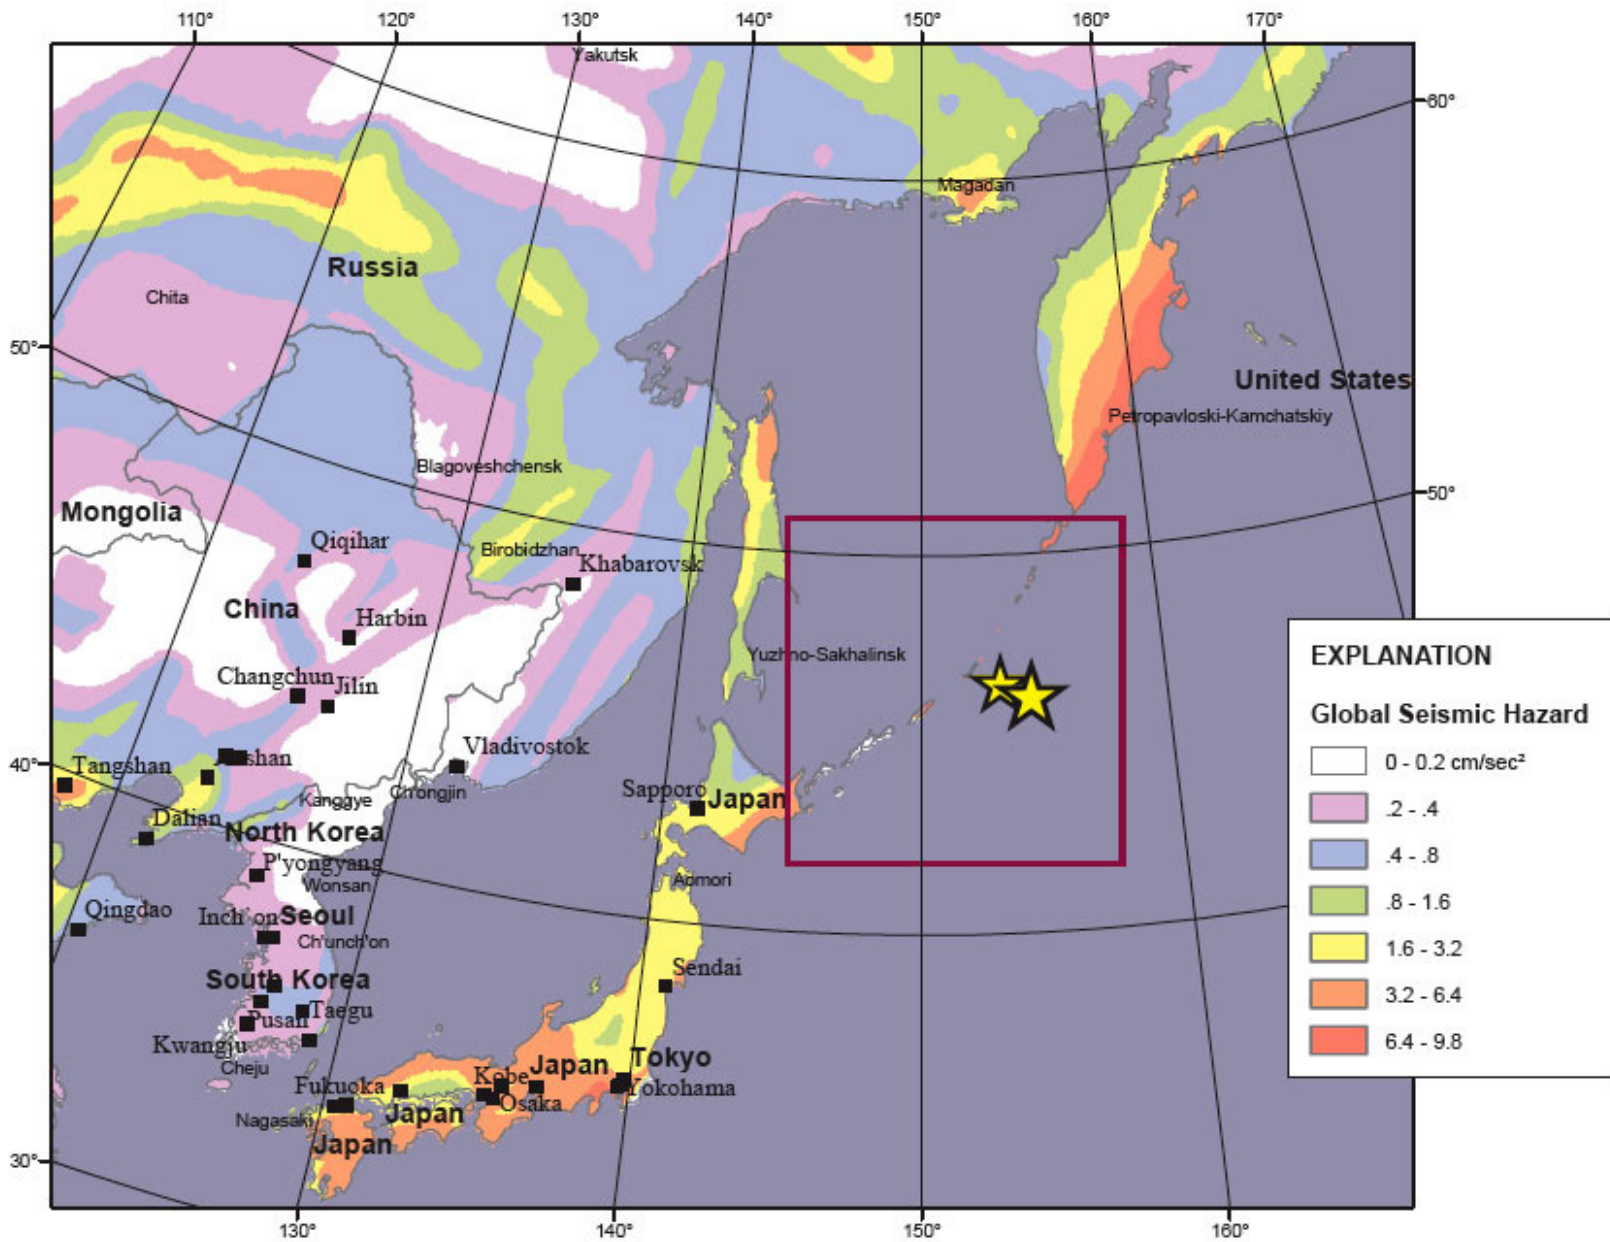 110° 120° 130° 140° 150° 160° 170°
Yakutsk
60°
Magadan
Russia
Chita
50°
United States
Petropavloski-Kamchatskiy
Blagoveshchensk
50°
Mongolia
Qiqihar
Birobidzhan
Khabarovsk
China
Harbin
Yuzhno-Sakhalinsk
Changchun
Jilin
Vladivostok
40°
Tangshan
shan
Ch'ongjin
Kanggye
Sapporo
Japan
Dalian
North Korea
P'yongyang
Wonsan
Aomori
Qingdao
Inch'on
Seoul
Ch'unch'on
Sendai
South Korea
Taegu
Pusan
Kwangju
Cheju
Tokyo
Japan
Kobe
Yokohama
Fukuoka
Osaka
Japan
Nagasaki
Japan
30°
130° 140° 150° 160°
EXPLANATION
Global Seismic Hazard
0 - 0.2 cm/sec²
.2 - .4
.4 - .8
.8 - 1.6
1.6 - 3.2
3.2 - 6.4
6.4 - 9.8